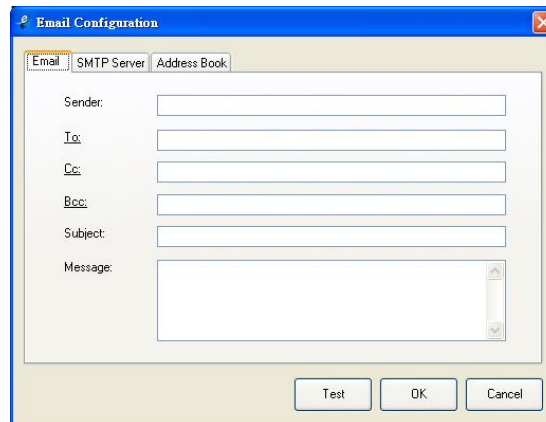 Email Configuration
Email SMTP Server Address Book
Sender:
To:
Cc:
Bcc:
Subject:
Message:
Test OK Cancel